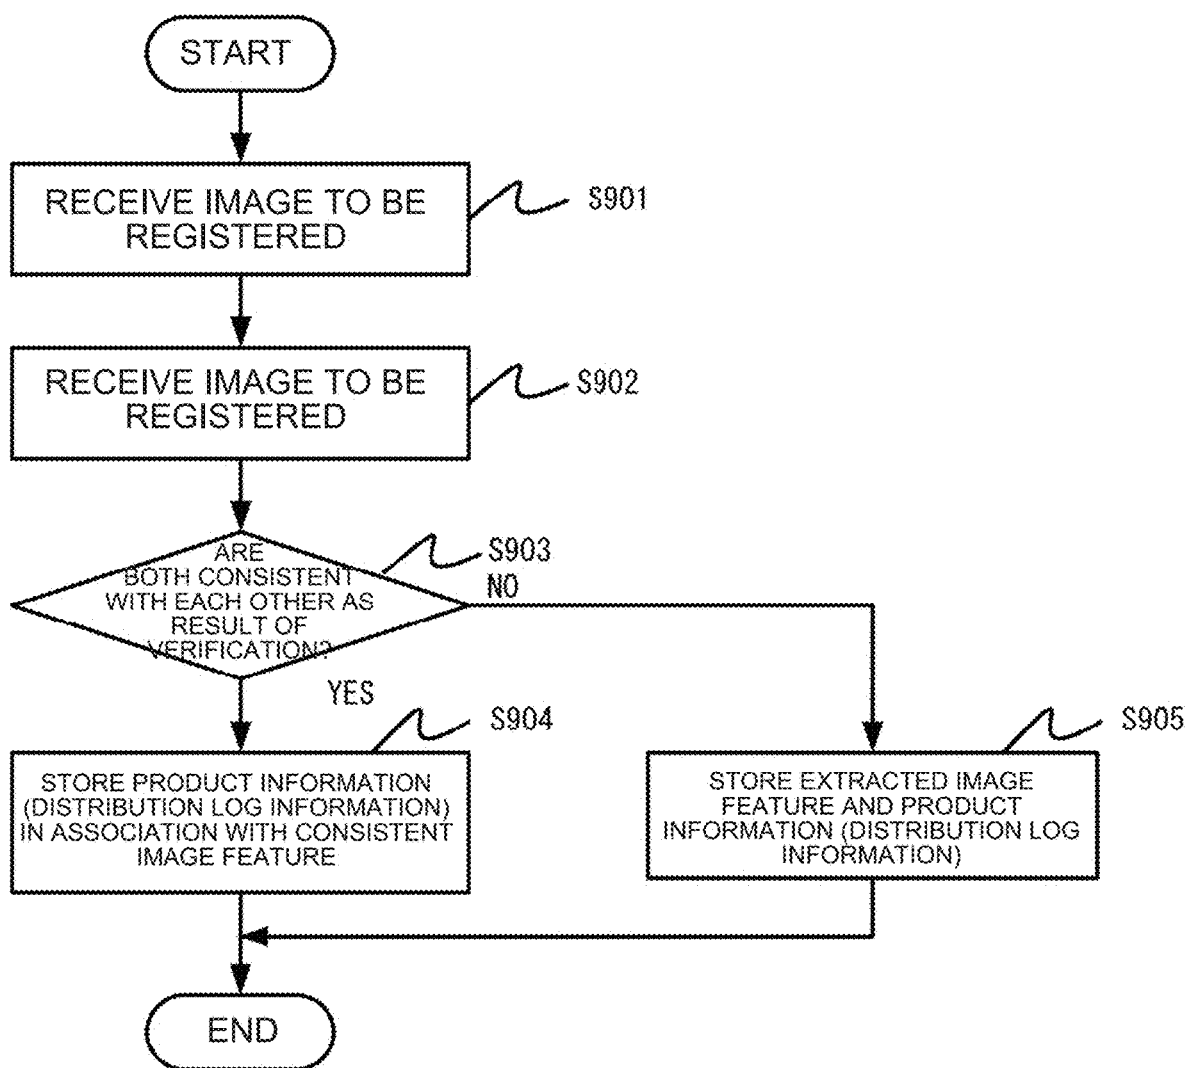 START
RECEIVE IMAGE TO BE
REGISTERED
S901
RECEIVE IMAGE TO BE
REGISTERED
S902
ARE
BOTH CONSISTENT
WITH EACH OTHER AS
RESULT OF
VERIFICATION?
S903
NO
YES
S904
STORE PRODUCT INFORMATION
(DISTRIBUTION LOG INFORMATION)
IN ASSOCIATION WITH CONSISTENT
IMAGE FEATURE
S905
STORE EXTRACTED IMAGE
FEATURE AND PRODUCT
INFORMATION (DISTRIBUTION LOG
INFORMATION)
END